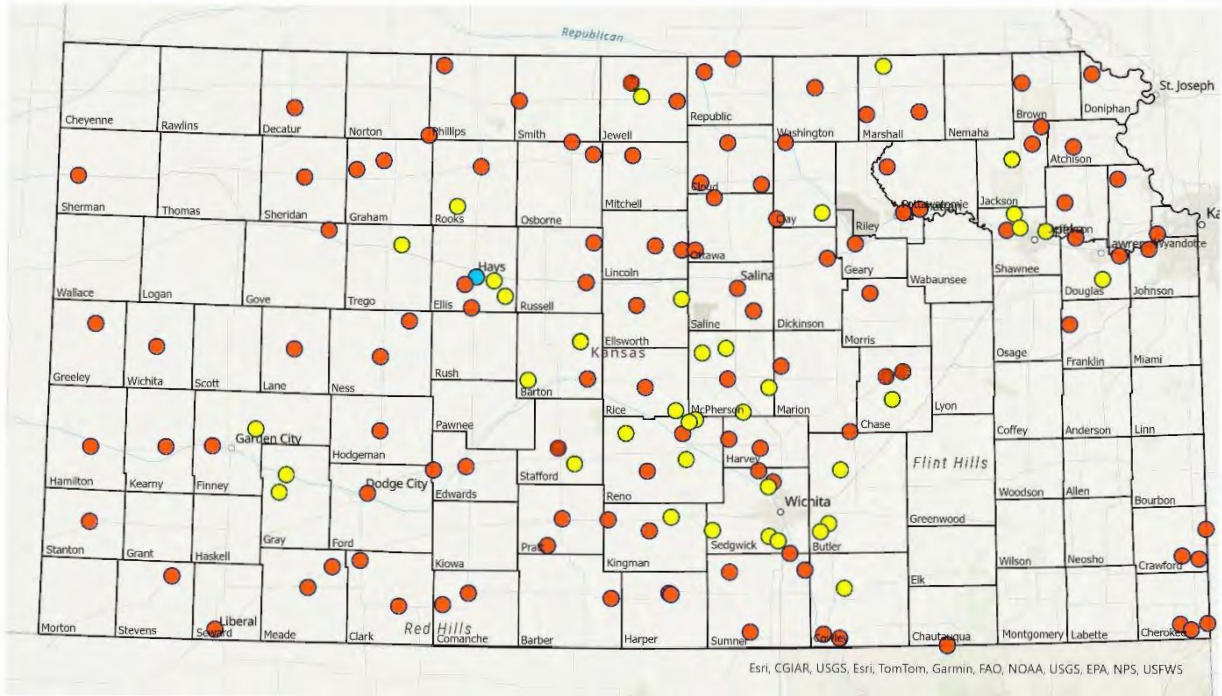 Republican
St. Joseph
Cheyenne
Rawlins
Decatur
Norton
Phillips
Smith
Jewell
Republic
Washington
Marshall
Nemaha
Brown
Doniphan
Sherman
Thomas
Sheridan
Graham
Rooks
Osborne
Mitchell
Cloud
Clay
Riley
Pottawatomie
Jackson
Atchison
Jefferson
Wallace
Logan
Gove
Trego
Ellis
Hays
Russell
Lincoln
Ottawa
Salina
Saline
Dickinson
Geary
Wabaunsee
Shawnee
Lawren
Wyandotte
Ka
Douglas
Johnson
Greeley
Wichita
Scott
Lane
Ness
Rush
Barton
Ellsworth
Kansas
Rice
McPherson
Marion
Morris
Chase
Lyon
Osage
Franklin
Miami
Hamilton
Kearny
Finney
Garden City
Hodgeman
Pawnee
Stafford
Reno
Harvey
Flint Hills
Coffey
Anderson
Linn
Stanton
Grant
Haskell
Gray
Ford
Dodge City
Edwards
Kiowa
Pratt
Kingman
Sedgwick
Wichita
Butler
Greenwood
Woodson
Allen
Bourbon
Elk
Wilson
Neosho
Crawford
Morton
Stevens
Seward
Liberal
Meade
Clark
Red Hills
Comanche
Barber
Harper
Sumner
Cowley
Chautauqua
Montgomery
Labette
Cherokee
Esri, CGIAR, USGS, Esri, TomTom, Garmin, FAO, NOAA, USGS, EPA, NPS, USFWS